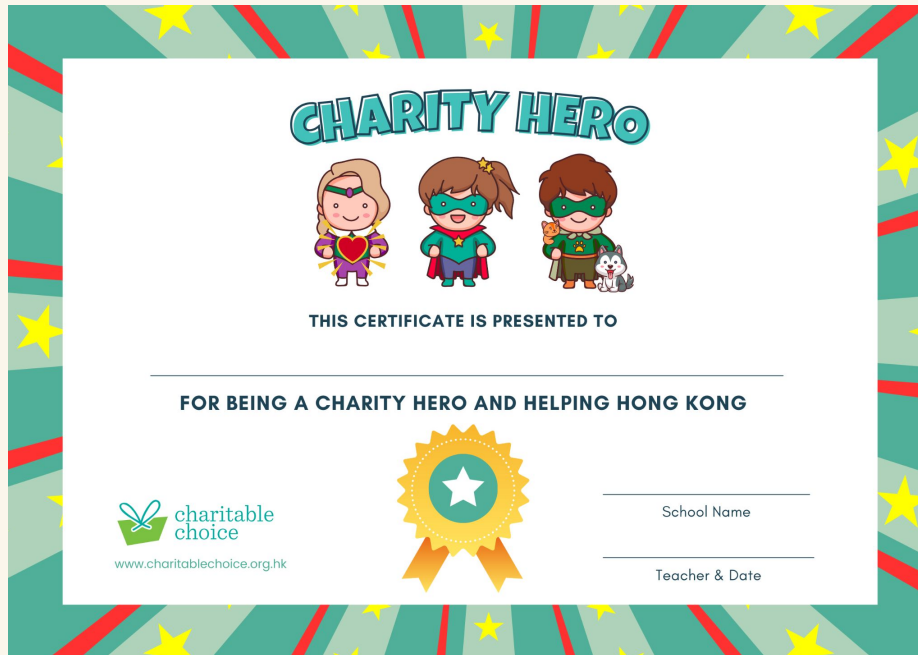 CHARITY HERO
THIS CERTIFICATE IS PRESENTED TO
FOR BEING A CHARITY HERO AND HELPING HONG KONG
charitable
choice
www.charitablechoice.org.hk
School Name
Teacher & Date